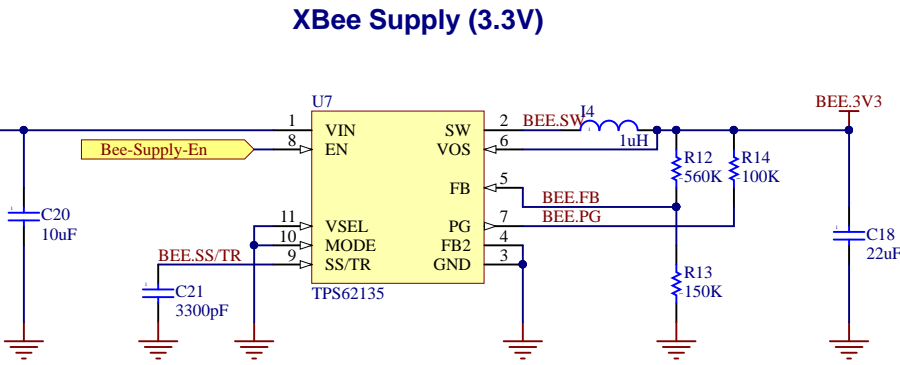 XBee Supply (3.3V)
U7
I4
BEE.3V3
1 VIN SW 2 BEE.SW
Bee-Supply-En 8 EN VOS 6 1uH
R12 R14
560K 100K
FB 5 BEE.FB
C20
10uF
11 VSEL PG 7 BEE.PG
10 MODE FB2 4
BEE.SS/TR 9 SS/TR GND 3
C18
22uF
C21
3300pF
TPS62135
R13
150K